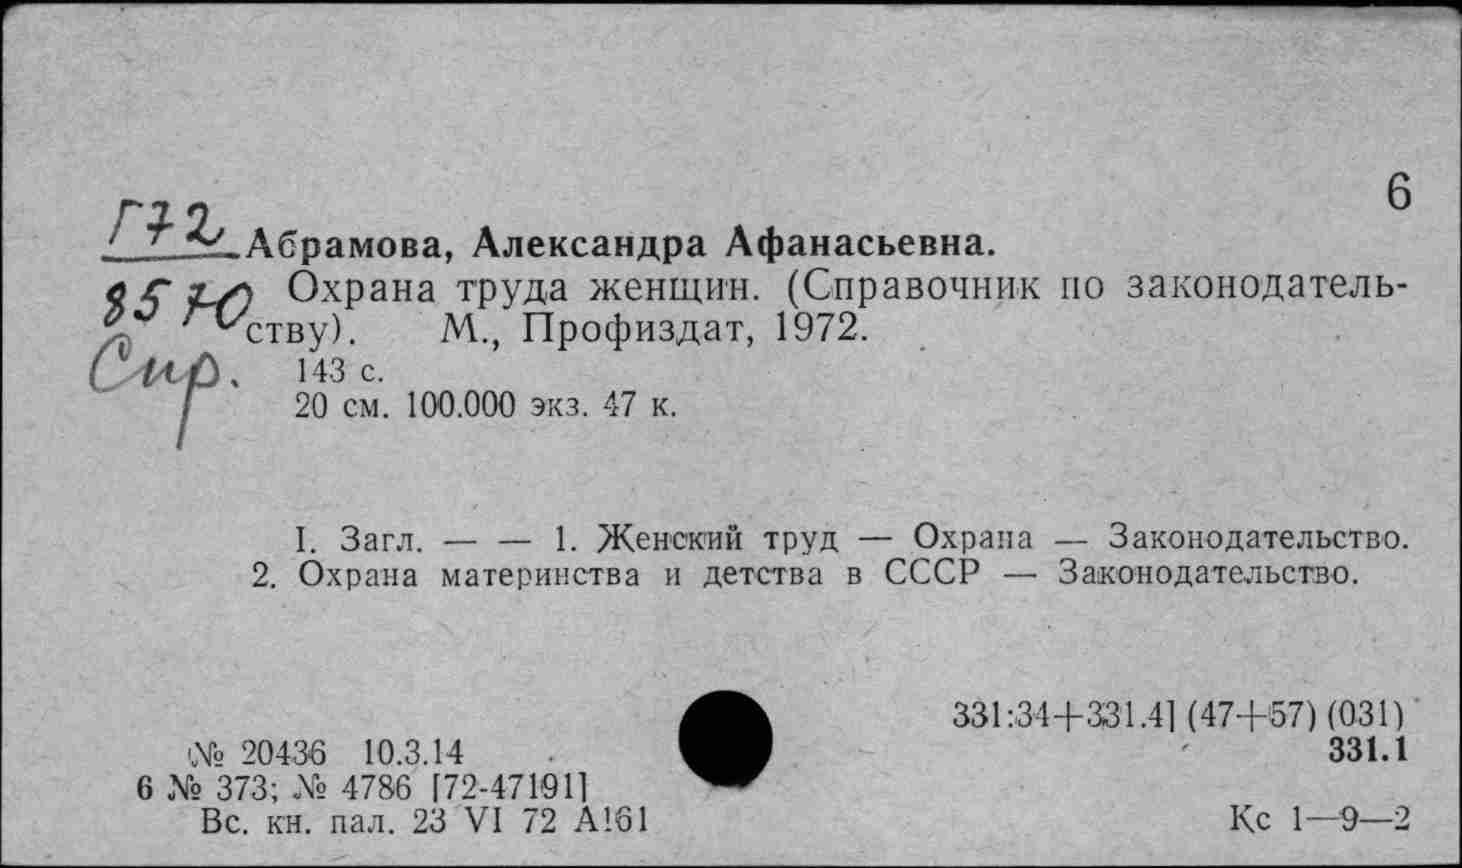 6
Г72
Абрамова, Александра Афанасьевна.
Охрана труда женщин. (Справочник по законодатель-
ству). М., Профиздат, 1972.
Спр. 143 с.
20 см. 100.000 экз. 47 к.
I. Загл. — — 1. Женский труд — Охрана — Законодательство.
2. Охрана материнства и детства в СССР — Законодательство.
331:34+331.4] (47+57) (031)
№ 20436 10.3.14 331.1
6 № 373; № 4786 [72-47191]
Вс. кн. пал. 23 VI 72 А161 Кс 1—9—2